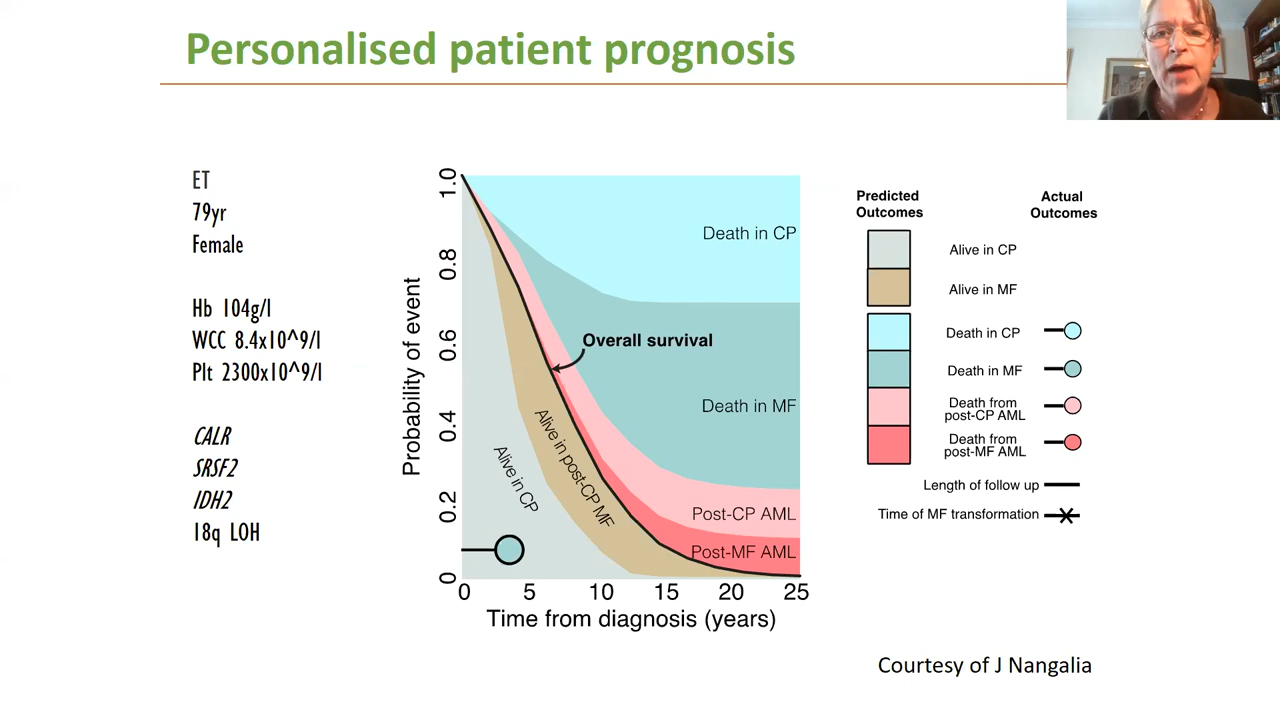 Personalised patient prognosis
ET
79yr
Female
Hb 104g/l
WCC 8.4x10^9/l
Plt 2300x10^9/l
CALR
SRSF2
IDH2
18q LOH
Probability of event
1.0
0.8
0.6
0.4
0.2
0
0 5 10 15 20 25
Time from diagnosis (years)
Death in CP
Overall survival
Death in MF
Alive in CP
Alive in post-CP MF
Post-CP AML
Post-MF AML
Predicted
Outcomes
Actual
Outcomes
Alive in CP
Alive in MF
Death in CP
Death in MF
Death from
post-CP AML
Death from
post-MF AML
Length of follow up
Time of MF transformation
Courtesy of J Nangalia